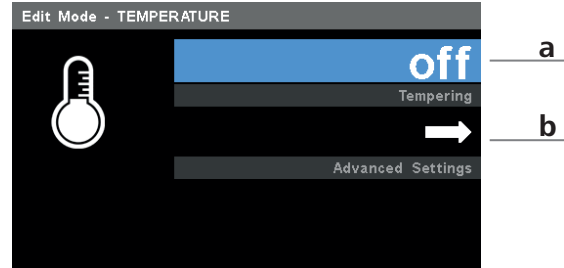 Edit Mode - TEMPERATURE
off
a
Tempering
b
Advanced Settings